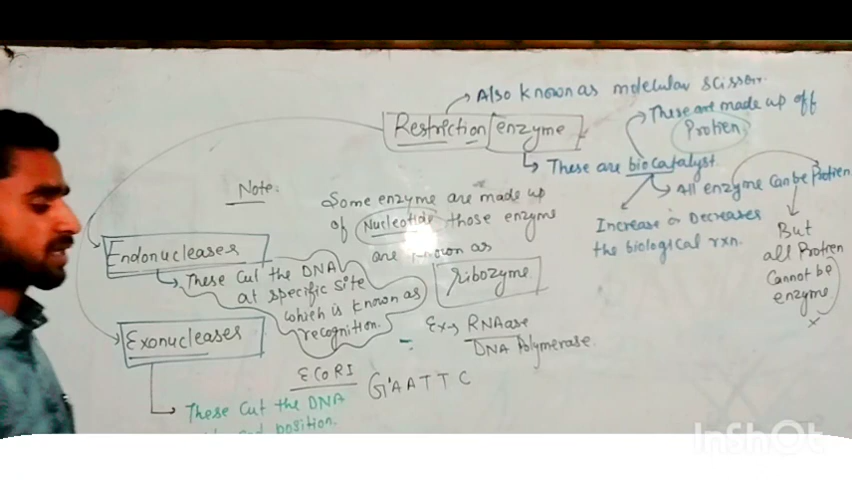 Also known as molecular scissor.
Restriction enzyme
These are made up off
Protien
These are biocatalyst.
All enzyme can be Protien
But
all Protien
Cannot be
enzyme.
x
Increase or Decreases
the biological rxn.
Note.
Some enzyme are made up
of Nucleotide those enzyme
are known as
ribozyme
Ex→ RNAase
DNA Polymerase.
Endonucleases
These cut the DNA
at specific site
which is known as
recognition.
Exonucleases
These cut the DNA
position.
ECORI
G'AATTC
InShOt